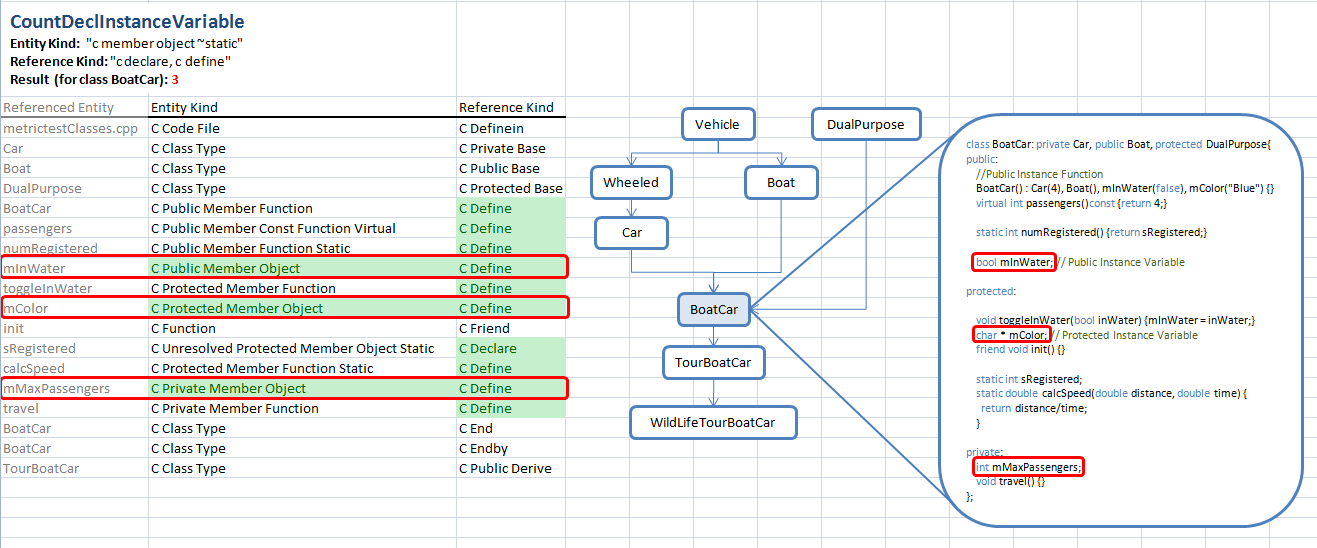 CountDeclInstanceVariable
Entity Kind: "c member object ~static"
Reference Kind: "c declare, c define"
Result (for class BoatCar): 3
Referenced Entity Entity Kind Reference Kind
metrictestClasses.cpp C Code File C Definein
Car C Class Type C Private Base
Boat C Class Type C Public Base
DualPurpose C Class Type C Protected Base
BoatCar C Public Member Function C Define
passengers C Public Member Const Function Virtual C Define
numRegistered C Public Member Function Static C Define
mInWater C Public Member Object C Define
toggleInWater C Protected Member Function C Define
mColor C Protected Member Object C Define
init C Function C Friend
sRegistered C Unresolved Protected Member Object Static C Declare
calcSpeed C Protected Member Function Static C Define
mMaxPassengers C Private Member Object C Define
travel C Private Member Function C Define
BoatCar C Class Type C End
BoatCar C Class Type C Endby
TourBoatCar C Class Type C Public Derive
Vehicle
DualPurpose
Wheeled
Boat
Car
BoatCar
TourBoatCar
WildLifeTourBoatCar
class BoatCar: private Car, public Boat, protected DualPurpose{
public:
//Public Instance Function
BoatCar() : Car(4), Boat(), mInWater(false), mColor("Blue") {}
virtual int passengers()const {return 4;}
static int numRegistered() {return sRegistered;}
bool mInWater; // Public Instance Variable
protected:
void toggleInWater(bool inWater) {mInWater = inWater;}
char * mColor; // Protected Instance Variable
friend void init() {}
static int sRegistered;
static double calcSpeed(double distance, double time) {
return distance/time;
}
private:
int mMaxPassengers;
void travel() {}
};